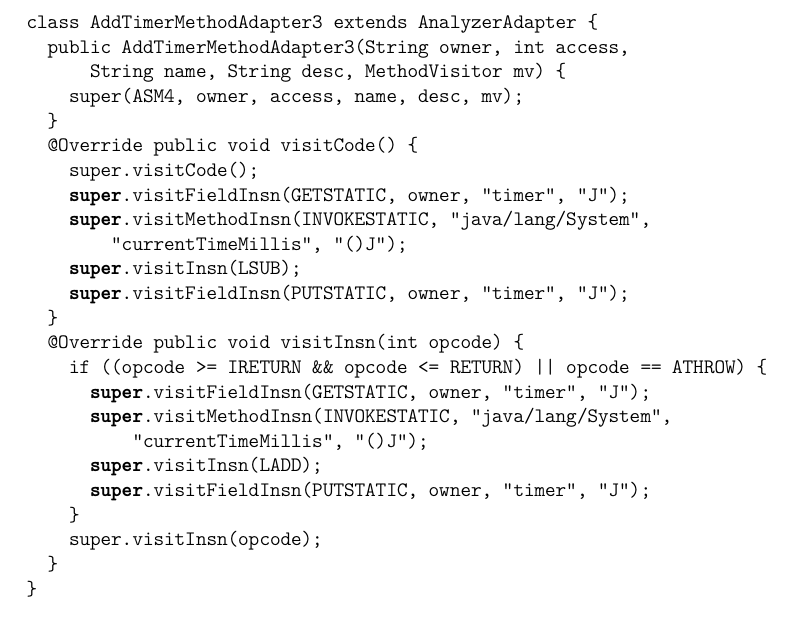 class AddTimerMethodAdapter3 extends AnalyzerAdapter {
  public AddTimerMethodAdapter3(String owner, int access,
      String name, String desc, MethodVisitor mv) {
    super(ASM4, owner, access, name, desc, mv);
  }
  @Override public void visitCode() {
    super.visitCode();
    super.visitFieldInsn(GETSTATIC, owner, "timer", "J");
    super.visitMethodInsn(INVOKESTATIC, "java/lang/System",
        "currentTimeMillis", "()J");
    super.visitInsn(LSUB);
    super.visitFieldInsn(PUTSTATIC, owner, "timer", "J");
  }
  @Override public void visitInsn(int opcode) {
    if ((opcode >= IRETURN && opcode <= RETURN) || opcode == ATHROW) {
      super.visitFieldInsn(GETSTATIC, owner, "timer", "J");
      super.visitMethodInsn(INVOKESTATIC, "java/lang/System",
          "currentTimeMillis", "()J");
      super.visitInsn(LADD);
      super.visitFieldInsn(PUTSTATIC, owner, "timer", "J");
    }
    super.visitInsn(opcode);
  }
}